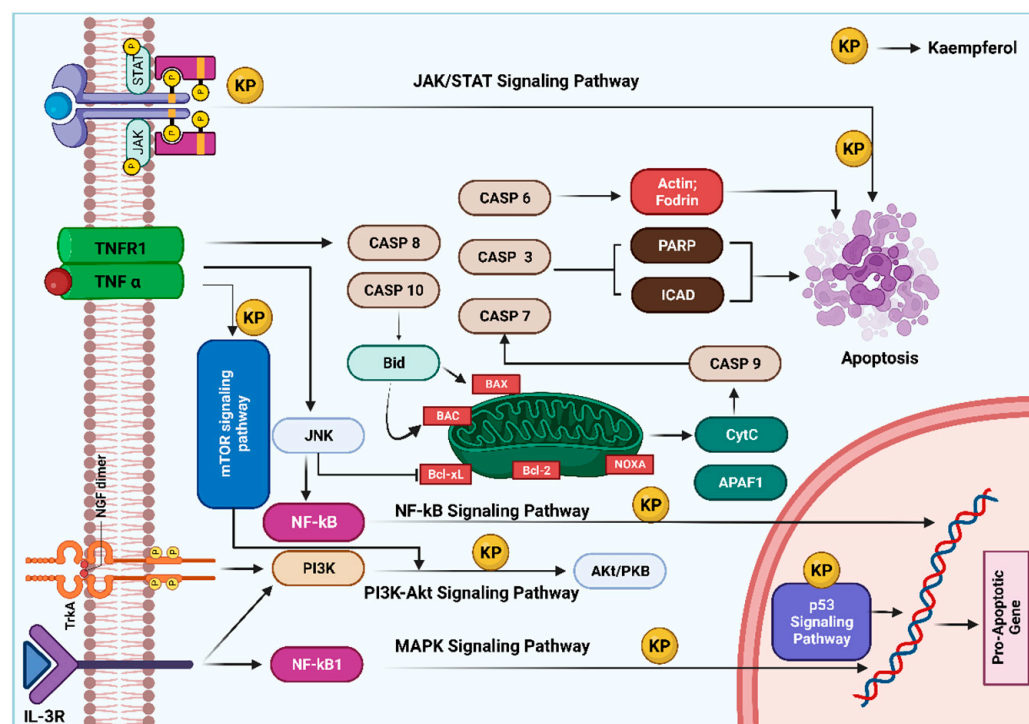 KP
Kaempferol
P
STAT
P
P
KP
JAK/STAT Signaling Pathway
P
P
JAK
P
KP
CASP 6
Actin;
Fodrin
TNFR1
TNF α
CASP 8
CASP 3
PARP
CASP 10
ICAD
KP
CASP 7
Apoptosis
mTOR signaling
pathway
Bid
BAX
CASP 9
BAC
JNK
CytC
Bcl-xL
Bcl-2
NOXA
APAF1
NGF dimer
NF-kB
NF-kB Signaling Pathway
KP
P
P
PI3K
KP
AKt/PKB
P
P
PI3K-Akt Signaling Pathway
TrkA
KP
p53
Signaling
Pathway
Pro-Apoptotic
Gene
NF-kB1
MAPK Signaling Pathway
KP
IL-3R